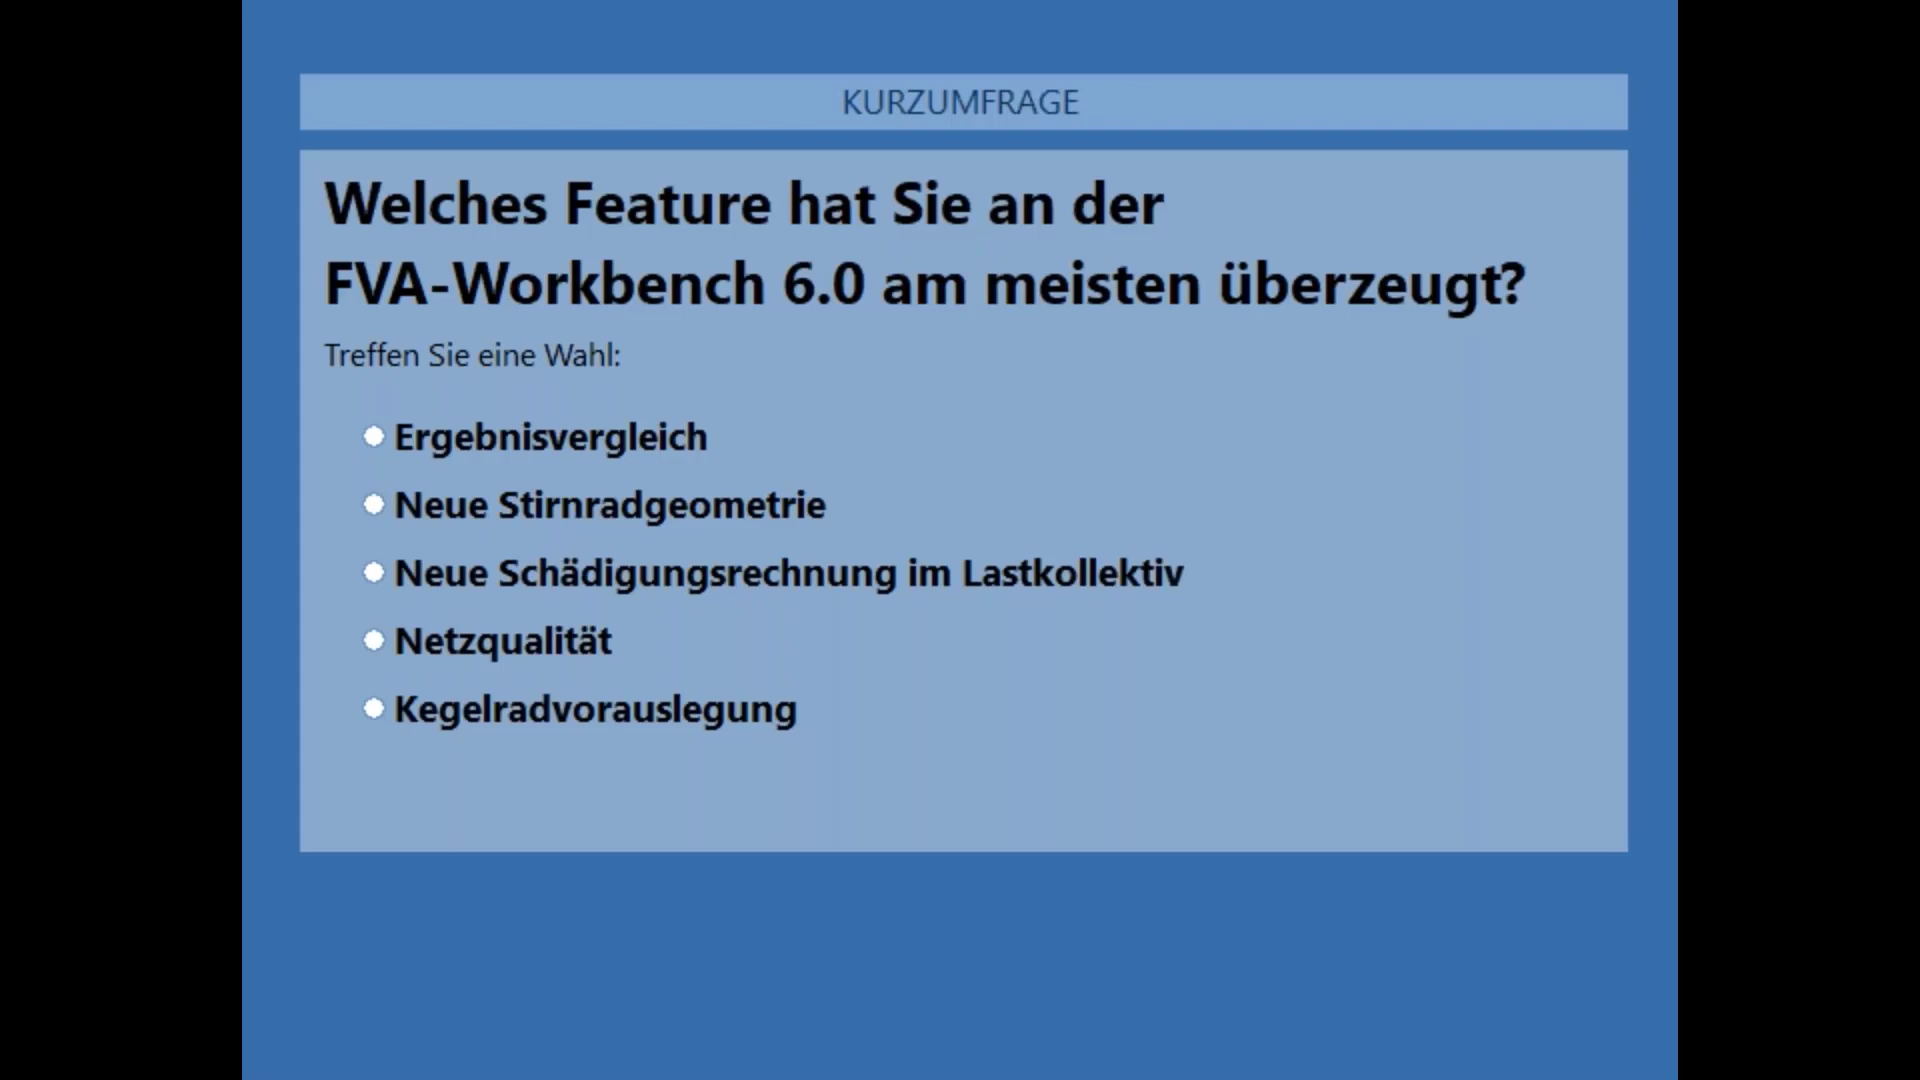 KURZUMFRAGE
Welches Feature hat Sie an der
FVA-Workbench 6.0 am meisten überzeugt?
Treffen Sie eine Wahl:
Ergebnisvergleich
Neue Stirnradgeometrie
Neue Schädigungsrechnung im Lastkollektiv
Netzqualität
Kegelradvorauslegung